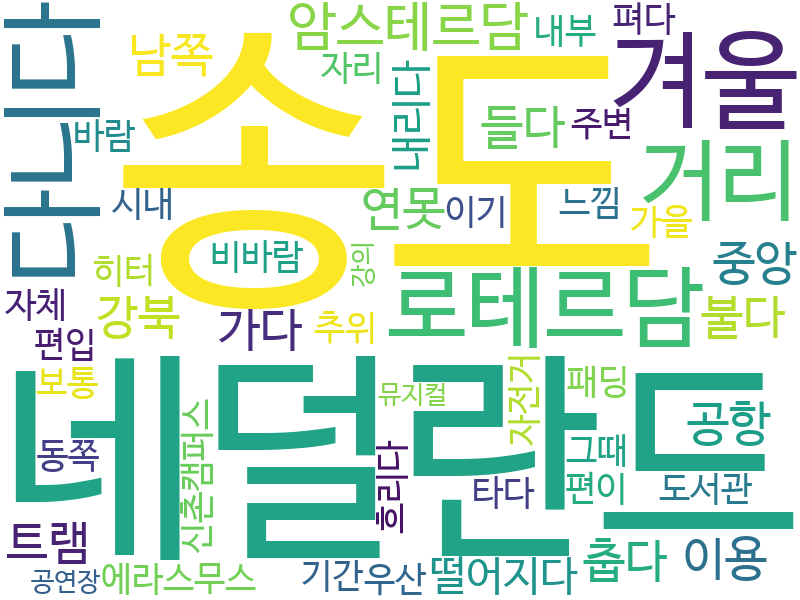 암스테르담
내부
펴다
남쪽
자리
다니다
바람
송도
내리다
들다
주변
겨울
거리
시내
연못
이기
느낌
가을
비바람
강의
중앙
히터
자체
강북
가다
추위
로테르담
불다
편입
보통
네덜란드
뮤지컬
자전거
패딩
공항
신촌캠퍼스
동쪽
흐리다
그때
타다
편이
도서관
트램
춥다
이용
공연장
에라스무스
기간
우산
떨어지다